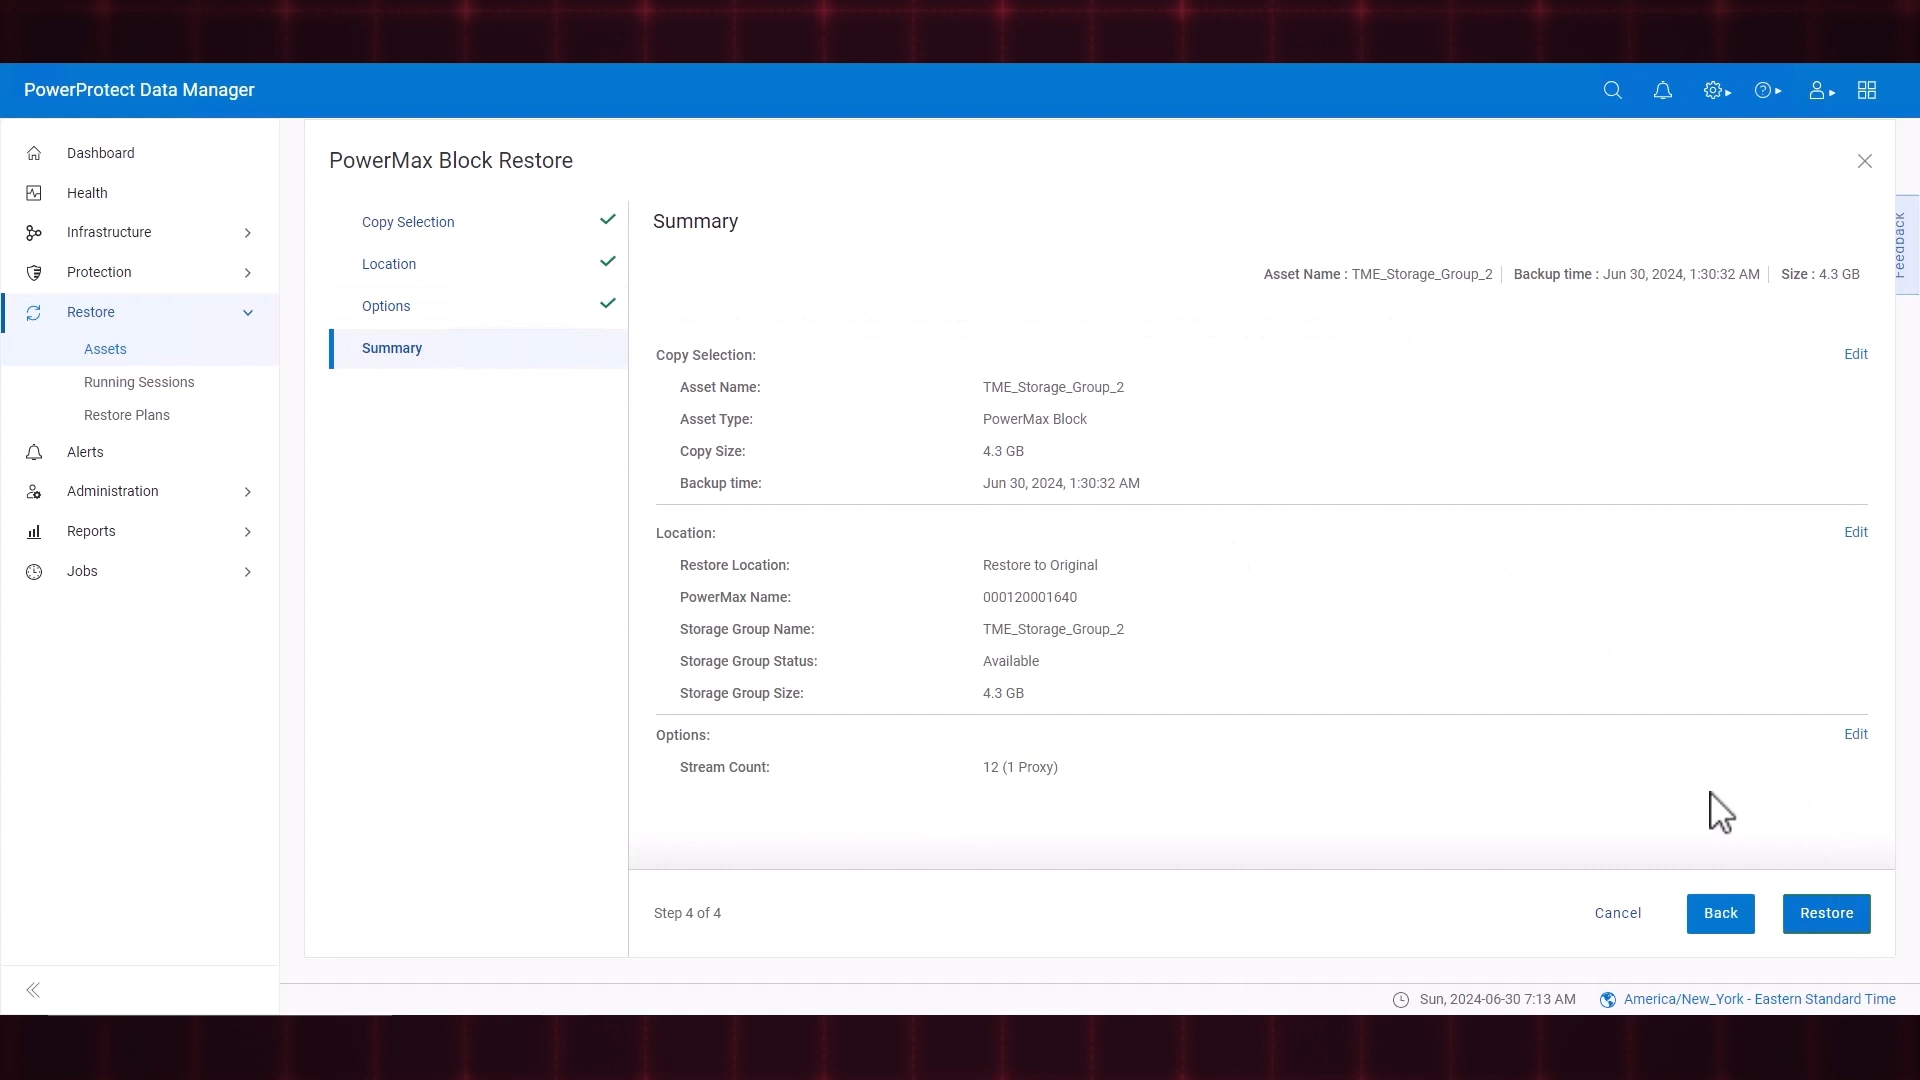 PowerProtect Data Manager
Dashboard
Health
Infrastructure
Protection
Restore
Assets
Running Sessions
Restore Plans
Alerts
Administration
Reports
Jobs
PowerMax Block Restore
Copy Selection
Location
Options
Summary
Summary
Asset Name : TME_Storage_Group_2 Backup time : Jun 30, 2024, 1:30:32 AM Size : 4.3 GB
Copy Selection: Edit
Asset Name: TME_Storage_Group_2
Asset Type: PowerMax Block
Copy Size: 4.3 GB
Backup time: Jun 30, 2024, 1:30:32 AM
Location: Edit
Restore Location: Restore to Original
PowerMax Name: 000120001640
Storage Group Name: TME_Storage_Group_2
Storage Group Status: Available
Storage Group Size: 4.3 GB
Options: Edit
Stream Count: 12 (1 Proxy)
Step 4 of 4 Cancel Back Restore
Feedback
Sun, 2024-06-30 7:13 AM America/New_York - Eastern Standard Time